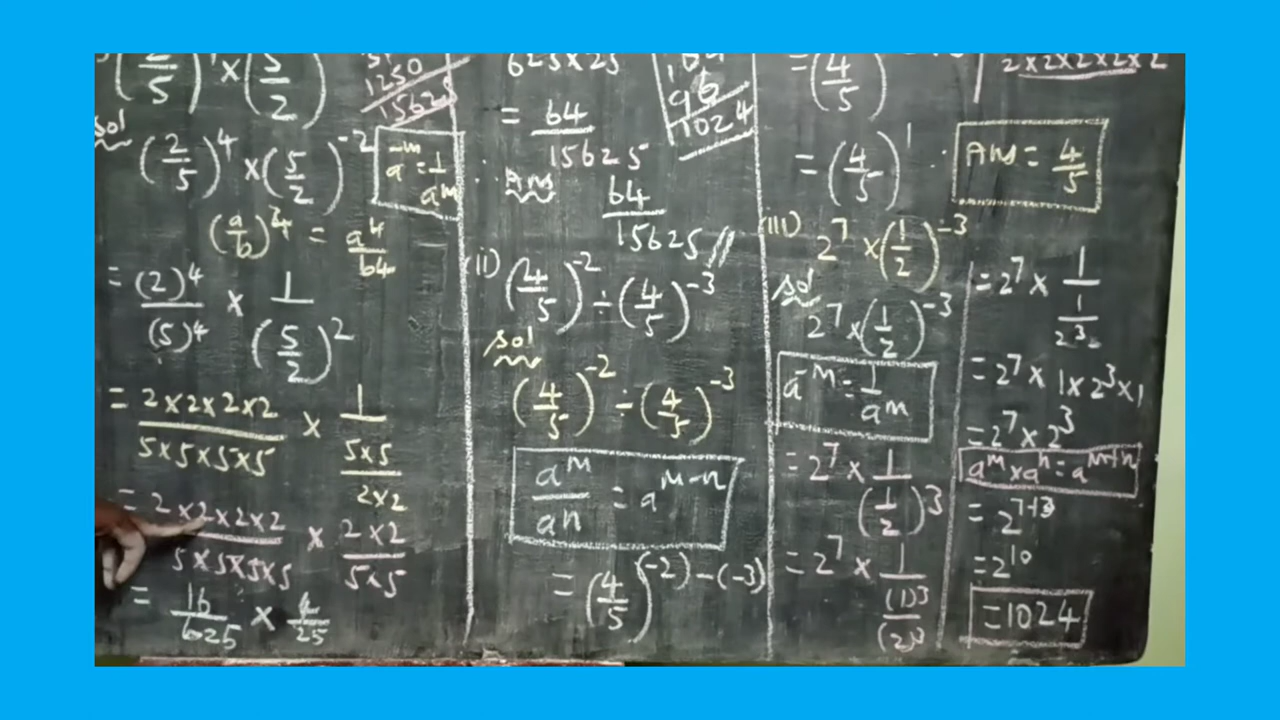 (2/5)^4 × (5/2)
1250
15625
sol
(2/5)^4 × (5/2)^-2
a^-m = 1/a^m
(a/b)^4 = a^4/b^4
= (2)^4/(5)^4 × 1/(5/2)^2
= 2×2×2×2/5×5×5×5 × 1/(5×5/2×2)
= 2×2×2×2/5×5×5×5 × 2×2/5×5
= 16/625 × 4/25
625×25
96
1024
= 64/15625
Ans 64/15625 //
(ii) (4/5)^-2 ÷ (4/5)^-3
sol
(4/5)^-2 ÷ (4/5)^-3
a^m/a^n = a^m-n
= (4/5)^(-2)-(-3)
= (4/5)
= (4/5)^1
(iii) 2^7 × (1/2)^-3
sol
2^7 × (1/2)^-3
a^-m = 1/a^m
= 2^7 × 1/(1/2)^3
= 2^7 × 1/((1)^3/(2)^3)
2×2×2×2×2
Ans = 4/5
= 2^7 × 1/(1/2^3)
= 2^7 × 1×2^3×1
= 2^7 × 2^3
a^m × a^n = a^m+n
= 2^7+3
= 2^10
= 1024